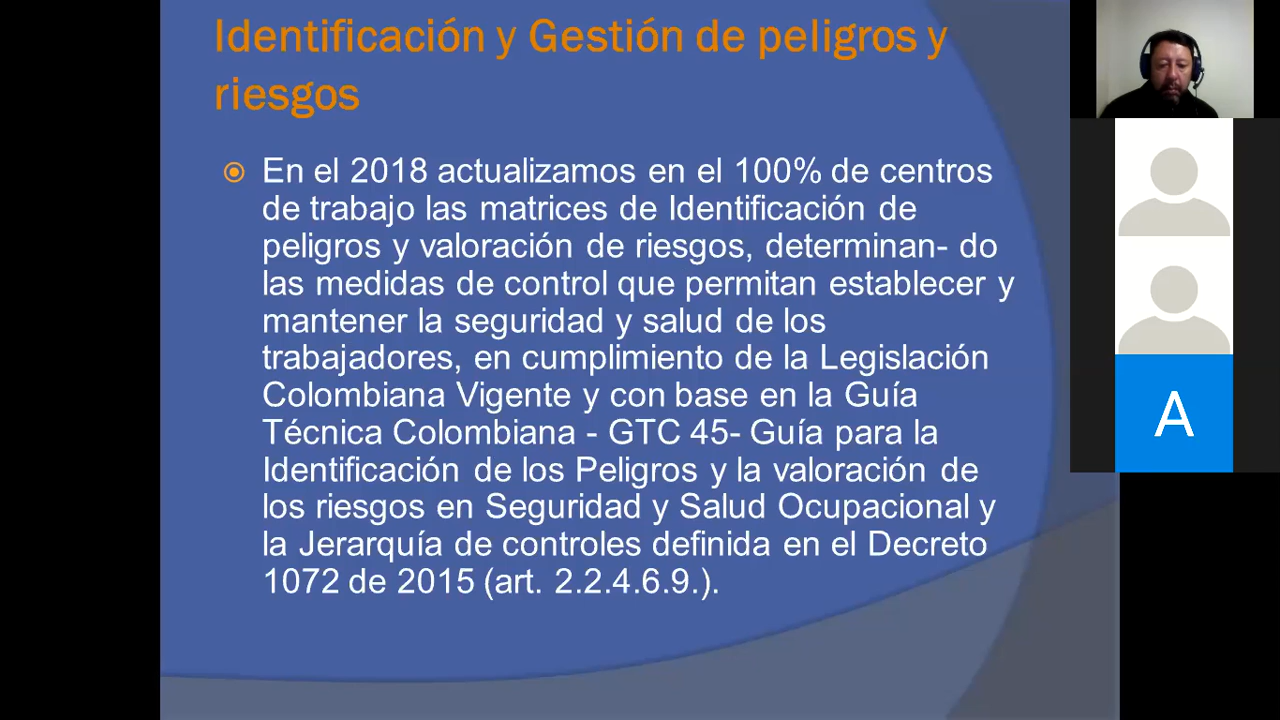 Identificación y Gestión de peligros y
riesgos
En el 2018 actualizamos en el 100% de centros
de trabajo las matrices de Identificación de
peligros y valoración de riesgos, determinan- do
las medidas de control que permitan establecer y
mantener la seguridad y salud de los
trabajadores, en cumplimiento de la Legislación
Colombiana Vigente y con base en la Guía
Técnica Colombiana - GTC 45- Guía para la
Identificación de los Peligros y la valoración de
los riesgos en Seguridad y Salud Ocupacional y
la Jerarquía de controles definida en el Decreto
1072 de 2015 (art. 2.2.4.6.9.).
A